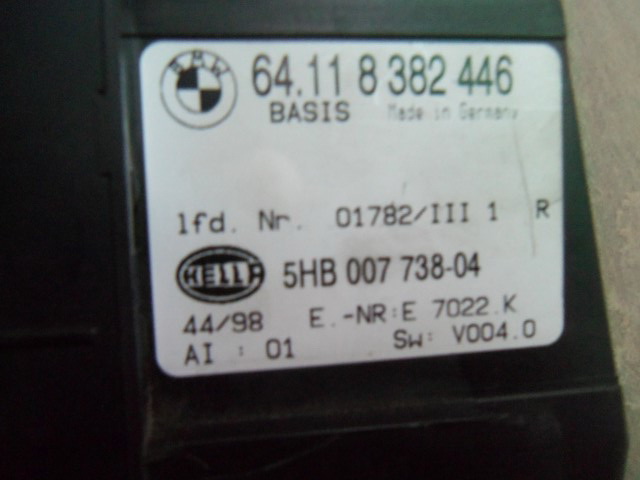 BMW
64.11 8 382 446
BASIS Made in Germany
lfd. Nr. 01782/III 1 R
HELLA 5HB 007 738-04
44/98 E.-NR:E 7022.K
AI : 01 SW: V004.0